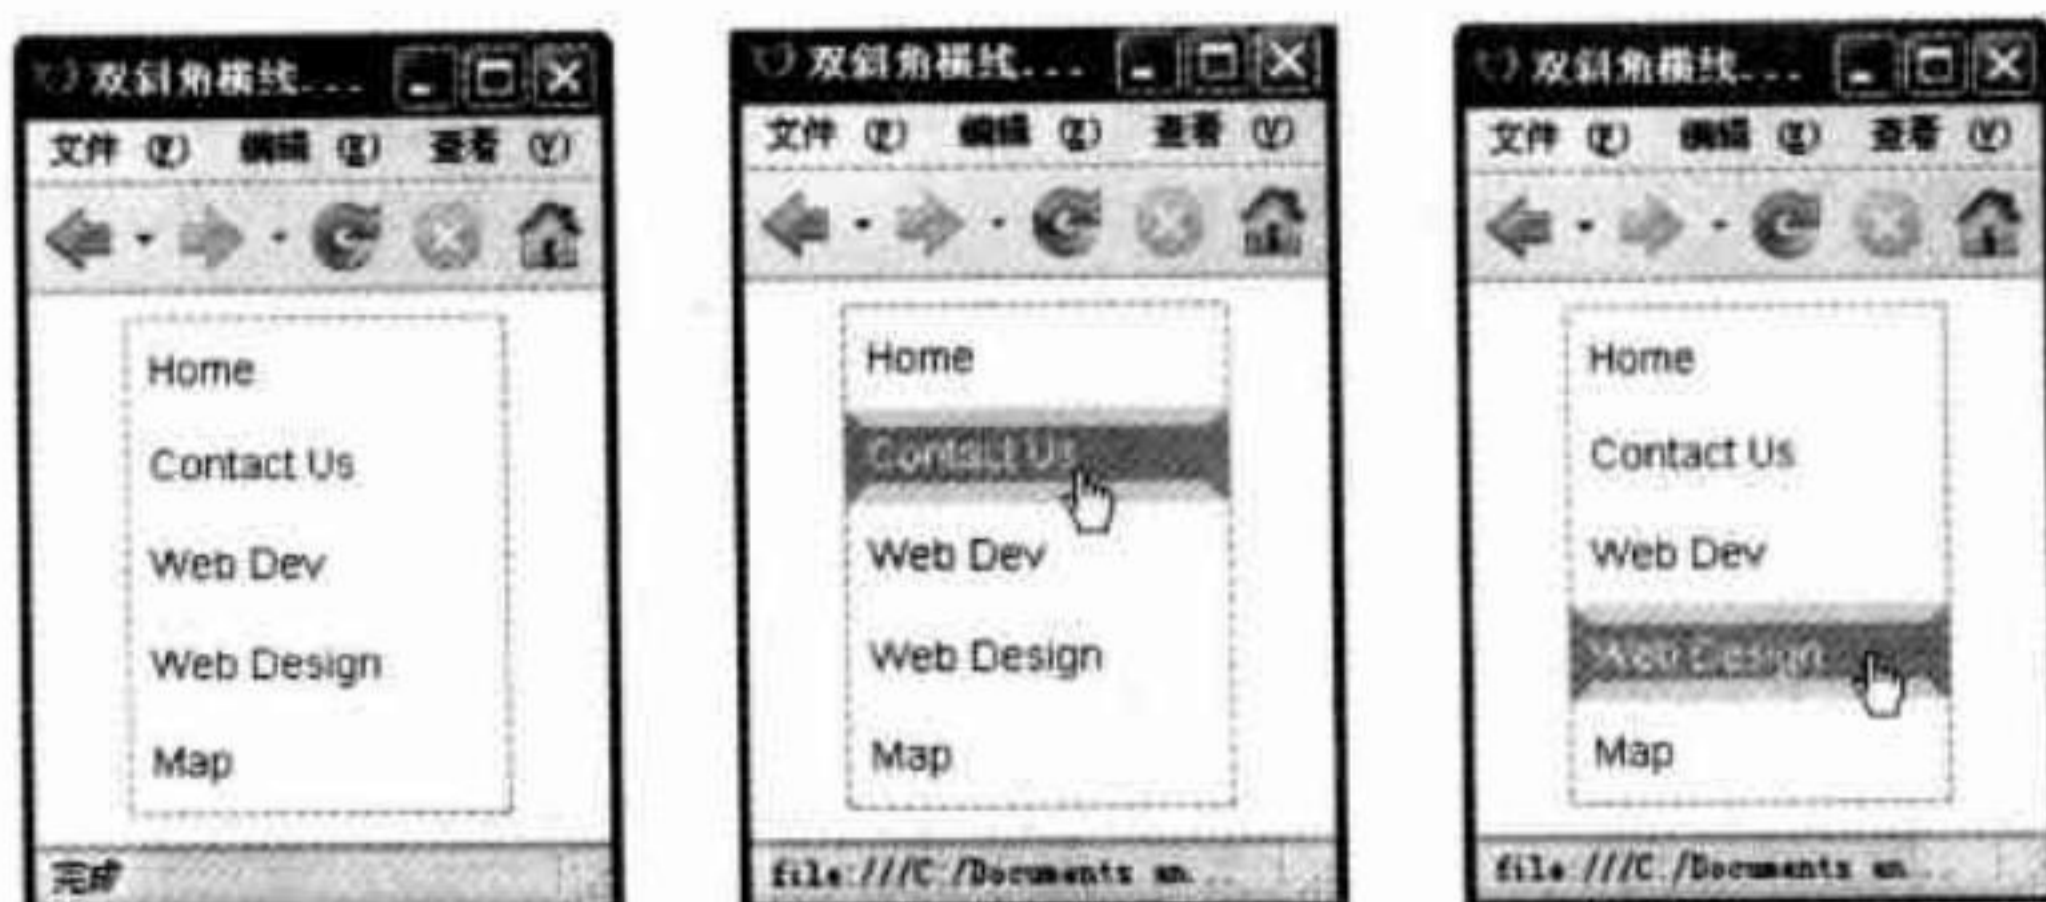 双斜角横线...
文件 (F) 编辑 (E) 查看 (V)
Home
Contact Us
Web Dev
Web Design
Map
完成
双斜角横线...
文件 (F) 编辑 (E) 查看 (V)
Home
Contact Us
Web Dev
Web Design
Map
file:///C:/Documents an...
双斜角横线...
文件 (F) 编辑 (E) 查看 (V)
Home
Contact Us
Web Dev
Web Design
Map
file:///C:/Documents an...